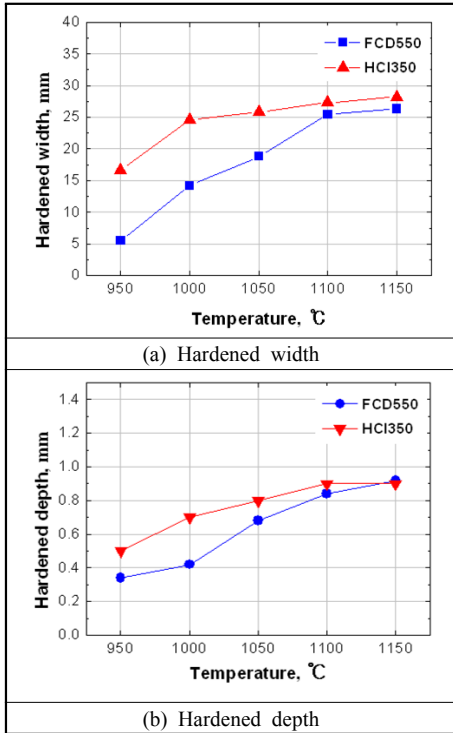 40
35
30
25
20
15
10
5
0
Hardened width, mm
FCD550
HCI350
950 1000 1050 1100 1150
Temperature, ℃
(a) Hardened width
1.4
1.2
1.0
0.8
0.6
0.4
0.2
0.0
Hardened depth, mm
FCD550
HCI350
950 1000 1050 1100 1150
Temperature, ℃
(b) Hardened depth